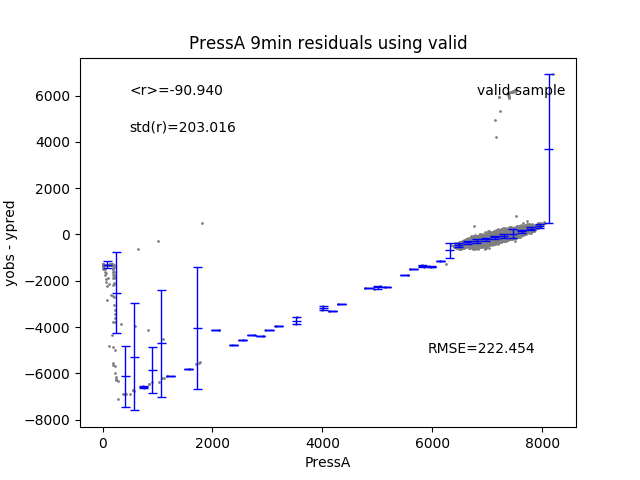 PressA 9min residuals using valid
<r>=-90.940
valid sample
std(r)=203.016
RMSE=222.454
yobs - ypred
6000
4000
2000
0
−2000
−4000
−6000
−8000
0 2000 4000 6000 8000
PressA